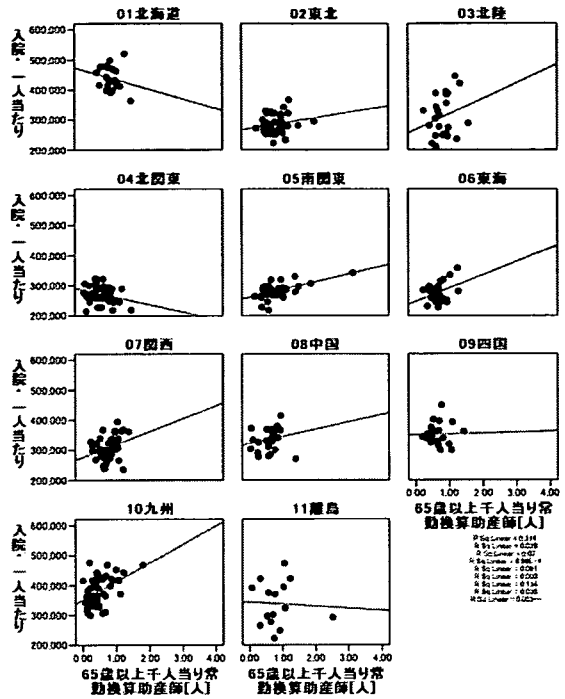 01北海道 02東北 03北陸
入院・一人当たり
600,000
500,000
400,000
300,000
200,000
04北関東 05南関東 06東海
入院・一人当たり
600,000
500,000
400,000
300,000
200,000
07関西 08中国 09四国
入院・一人当たり
600,000
500,000
400,000
300,000
200,000
0.00 1.00 2.00 3.00 4.00
65歳以上千人当り常
勤換算助産師[人]
10九州 11離島
入院・一人当たり
600,000
500,000
400,000
300,000
200,000
0.00 1.00 2.00 3.00 4.00 0.00 1.00 2.00 3.00 4.00
65歳以上千人当り常 65歳以上千人当り常
勤換算助産師[人] 勤換算助産師[人]